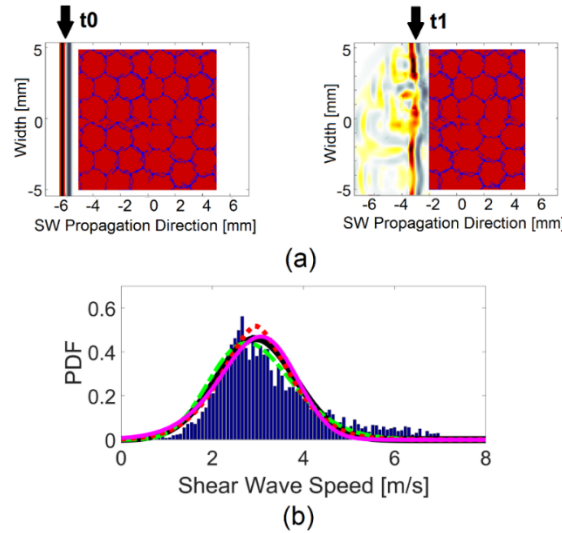 t0
t1
5
0
-5
Width [mm]
-6 -4 -2 0 2 4 6
SW Propagation Direction [mm]
5
0
-5
Width [mm]
-6 -4 -2 0 2 4 6
SW Propagation Direction [mm]
(a)
0.6
0.4
0.2
0
PDF
0 2 4 6 8
Shear Wave Speed [m/s]
(b)